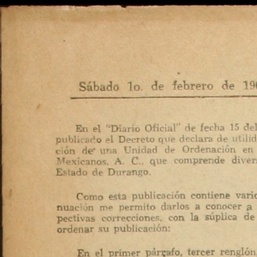 Sábado 1o. de febrero de 196
En el "Diario Oficial" de fecha 15 del
publicado el Decreto que declara de utilid
ción de una Unidad de Ordenación en
Mexicanos, A. C., que comprende diver
Estado de Durango.
Como esta publicación contiene vario
nuación me permito darlos a conocer a
pectivas correcciones, con la súplica de
ordenar su publicación:
En el primer párgafo, tercer renglón